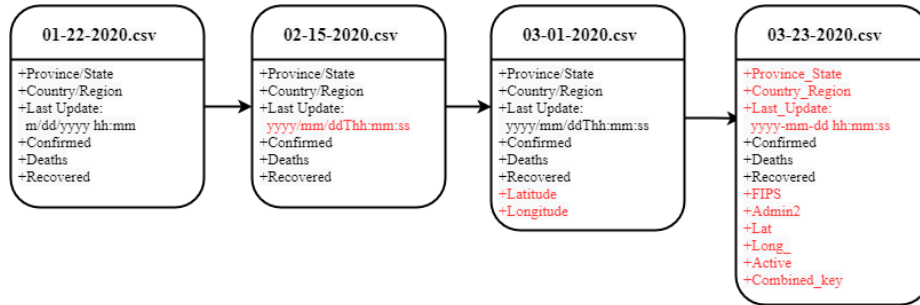 01-22-2020.csv
+Province/State
+Country/Region
+Last Update:
m/dd/yyyy hh:mm
+Confirmed
+Deaths
+Recovered
02-15-2020.csv
+Province/State
+Country/Region
+Last Update:
yyyy/mm/ddThh:mm:ss
+Confirmed
+Deaths
+Recovered
03-01-2020.csv
+Province/State
+Country/Region
+Last Update:
yyyy/mm/ddThh:mm:ss
+Confirmed
+Deaths
+Recovered
+Latitude
+Longitude
03-23-2020.csv
+Province_State
+Country_Region
+Last_Update:
yyyy-mm-dd hh:mm:ss
+Confirmed
+Deaths
+Recovered
+FIPS
+Admin2
+Lat
+Long_
+Active
+Combined_key